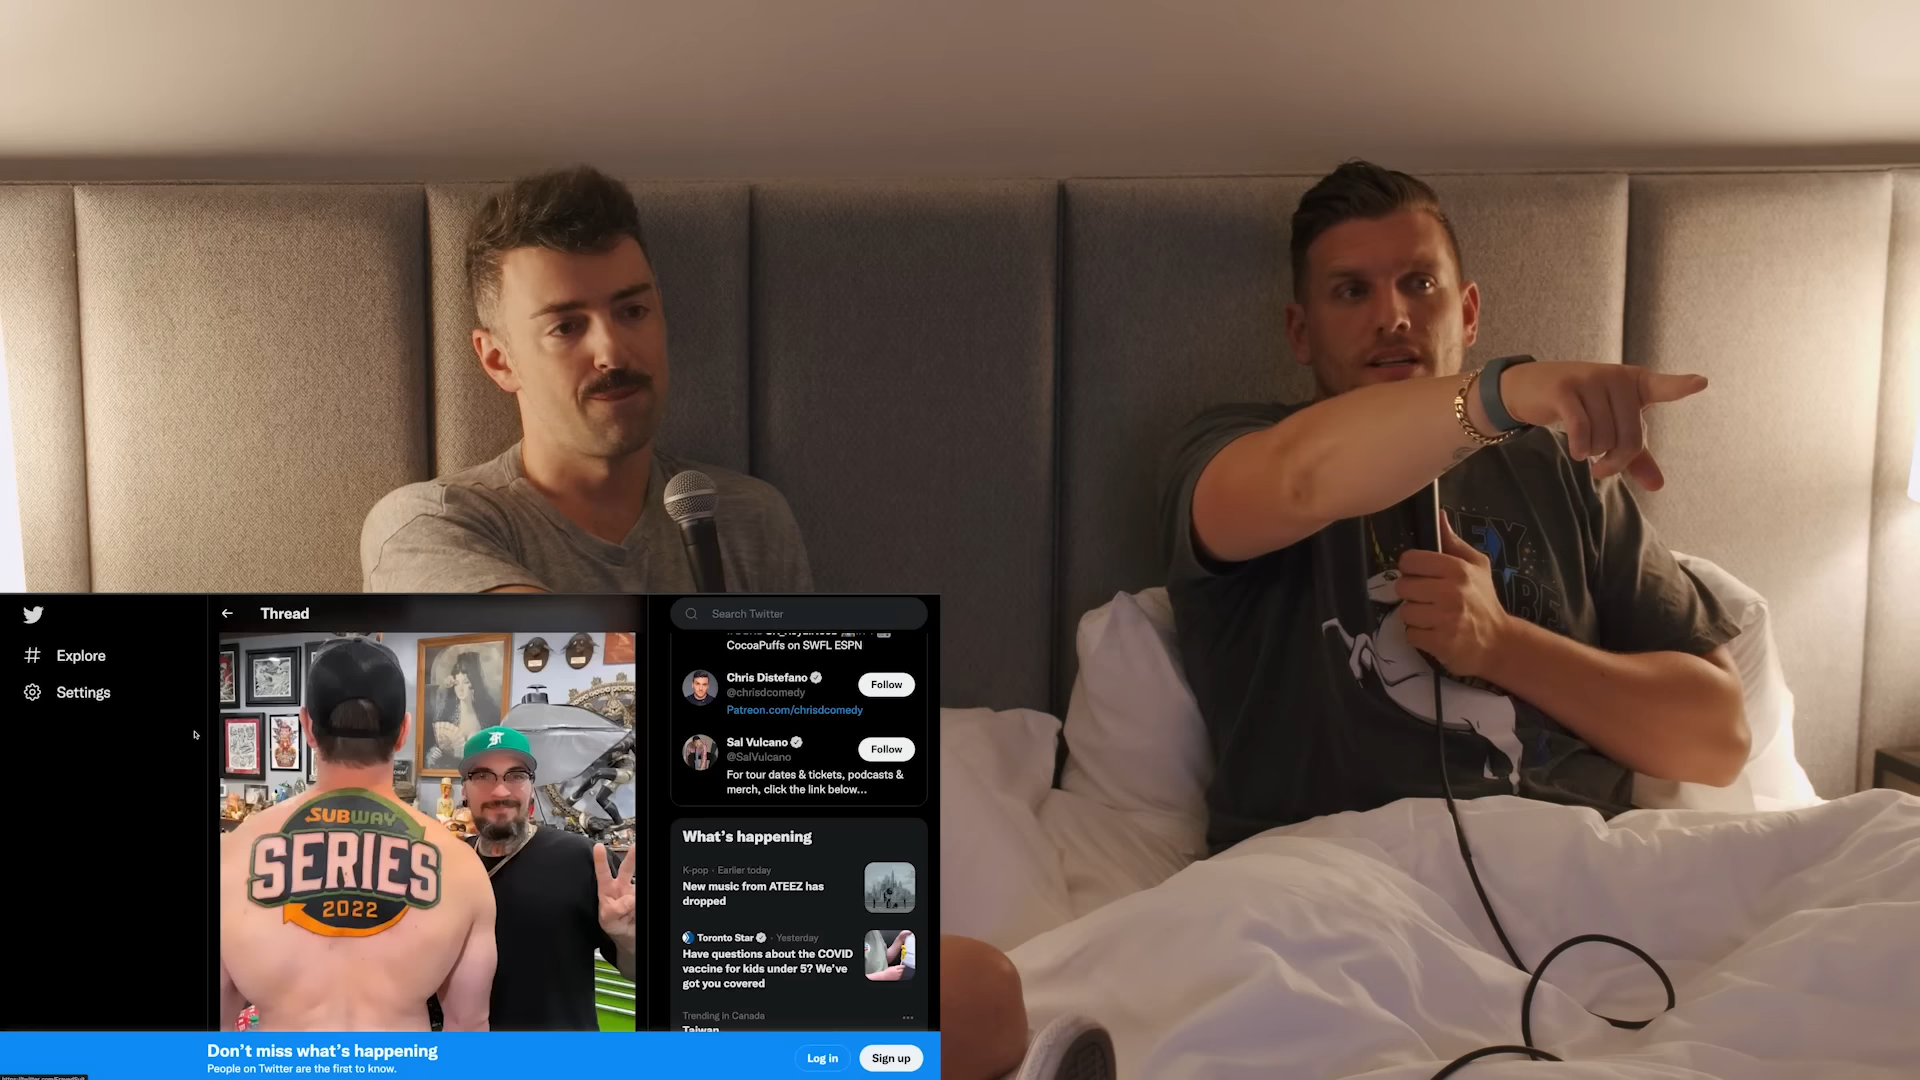 Thread
Search Twitter
Explore
Settings
CocoaPuffs on SWFL ESPN
Chris Distefano
@chrisdcomedy
Follow
Patreon.com/chrisdcomedy
Sal Vulcano
@SalVulcano
Follow
For tour dates & tickets, podcasts &
merch, click the link below...
SUBWAY
SERIES
2022
What's happening
K-pop · Earlier today
New music from ATEEZ has
dropped
Toronto Star · Yesterday
Have questions about the COVID
vaccine for kids under 5? We've
got you covered
Trending in Canada
Taiwan
Don't miss what's happening
People on Twitter are the first to know.
Log in
Sign up